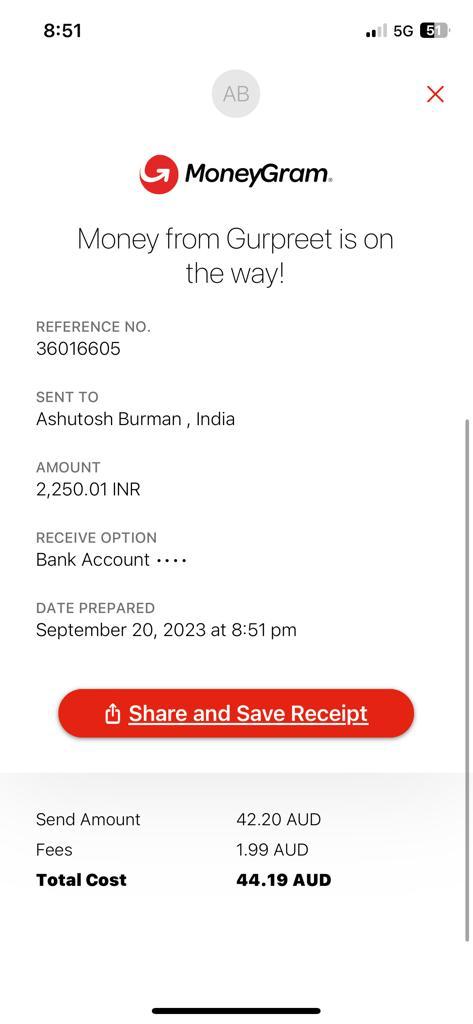 8:51
5G
51
AB
MoneyGram.
Money from Gurpreet is on
the way!
REFERENCE NO.
36016605
SENT TO
Ashutosh Burman , India
AMOUNT
2,250.01 INR
RECEIVE OPTION
Bank Account ····
DATE PREPARED
September 20, 2023 at 8:51 pm
Share and Save Receipt
Send Amount 42.20 AUD
Fees 1.99 AUD
Total Cost 44.19 AUD